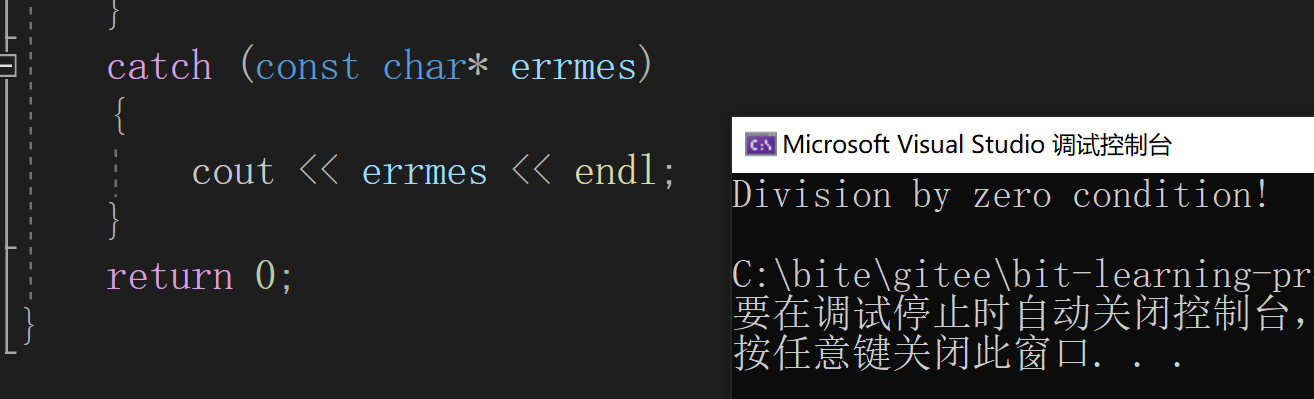 }
catch (const char* errmes)
{
cout << errmes << endl;
}
return 0;
}
Microsoft Visual Studio 调试控制台
Division by zero condition!
C:\bite\gitee\bit-learning-pr
要在调试停止时自动关闭控制台,
按任意键关闭此窗口. . .